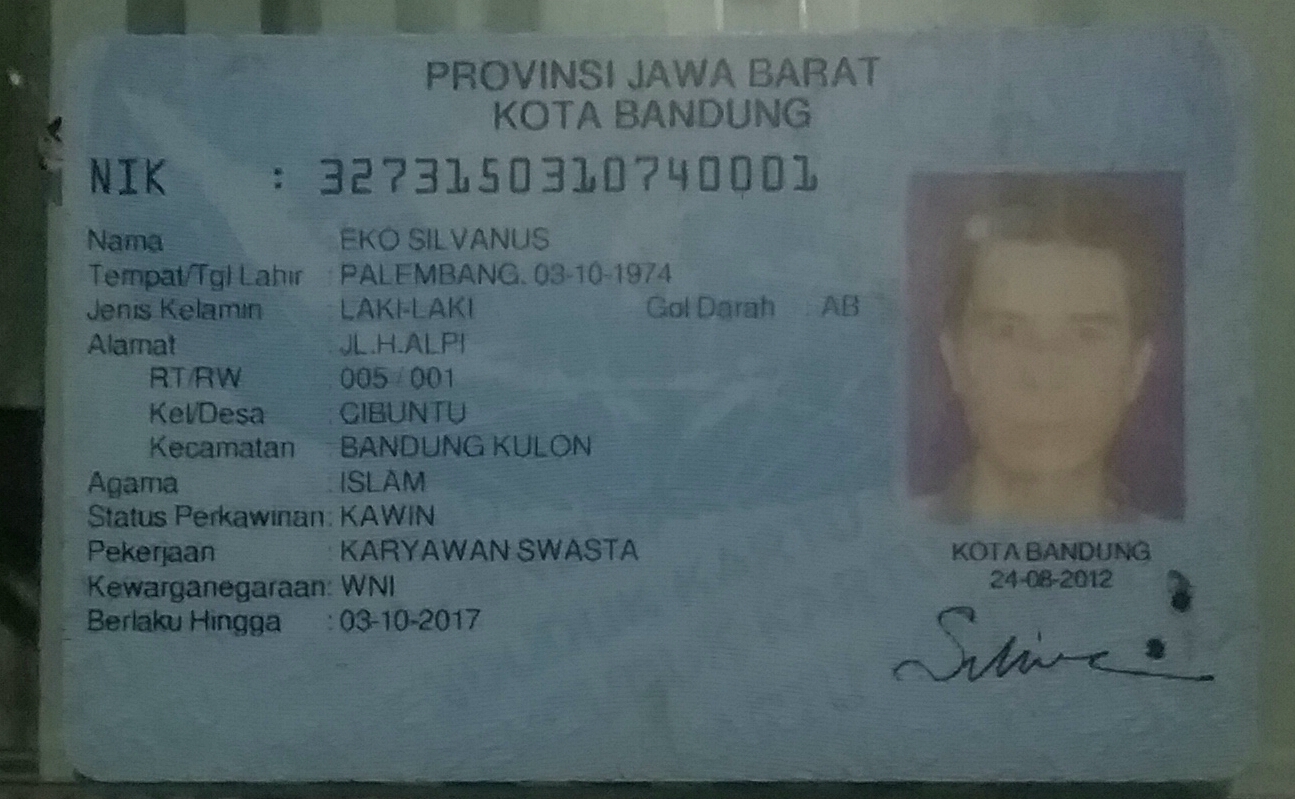 PROVINSI JAWA BARAT
KOTA BANDUNG
NIK : 3273150310740001
Nama : EKO SILVANUS
Tempat/Tgl Lahir : PALEMBANG, 03-10-1974
Jenis Kelamin : LAKI-LAKI Gol Darah : AB
Alamat : JL.H.ALPI
RT/RW : 005 / 001
Kel/Desa : CIBUNTU
Kecamatan : BANDUNG KULON
Agama : ISLAM
Status Perkawinan: KAWIN
Pekerjaan : KARYAWAN SWASTA
Kewarganegaraan: WNI
Berlaku Hingga : 03-10-2017
KOTA BANDUNG
24-08-2012